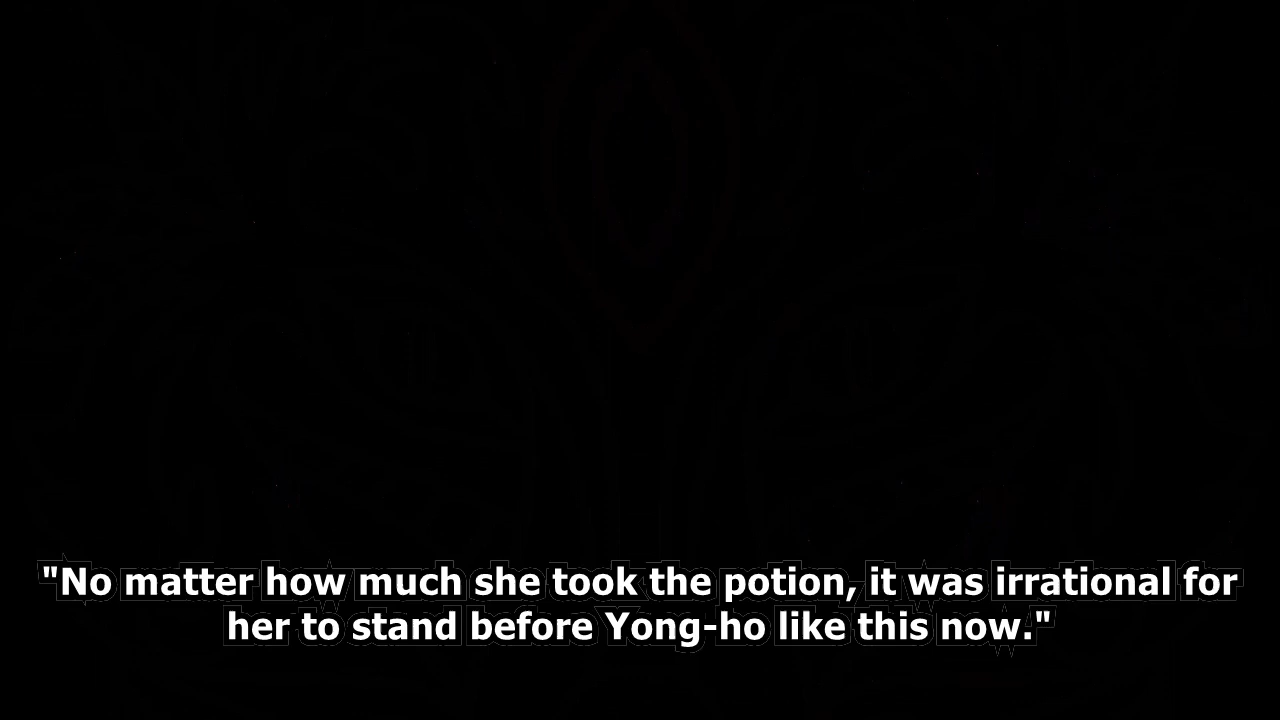 "No matter how much she took the potion, it was irrational for
her to stand before Yong-ho like this now."